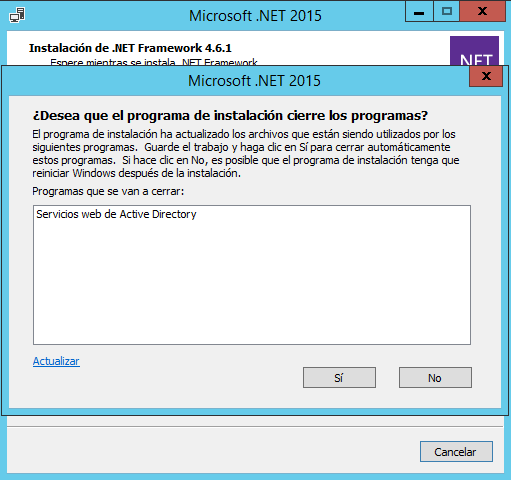 Microsoft .NET 2015
Instalación de .NET Framework 4.6.1
Espere mientras se instala .NET Framework
.NET
Microsoft .NET 2015
¿Desea que el programa de instalación cierre los programas?
El programa de instalación ha actualizado los archivos que están siendo utilizados por los
siguientes programas. Guarde el trabajo y haga clic en Sí para cerrar automáticamente
estos programas. Si hace clic en No, es posible que el programa de instalación tenga que
reiniciar Windows después de la instalación.
Programas que se van a cerrar:
Servicios web de Active Directory
Actualizar
Sí
No
Cancelar